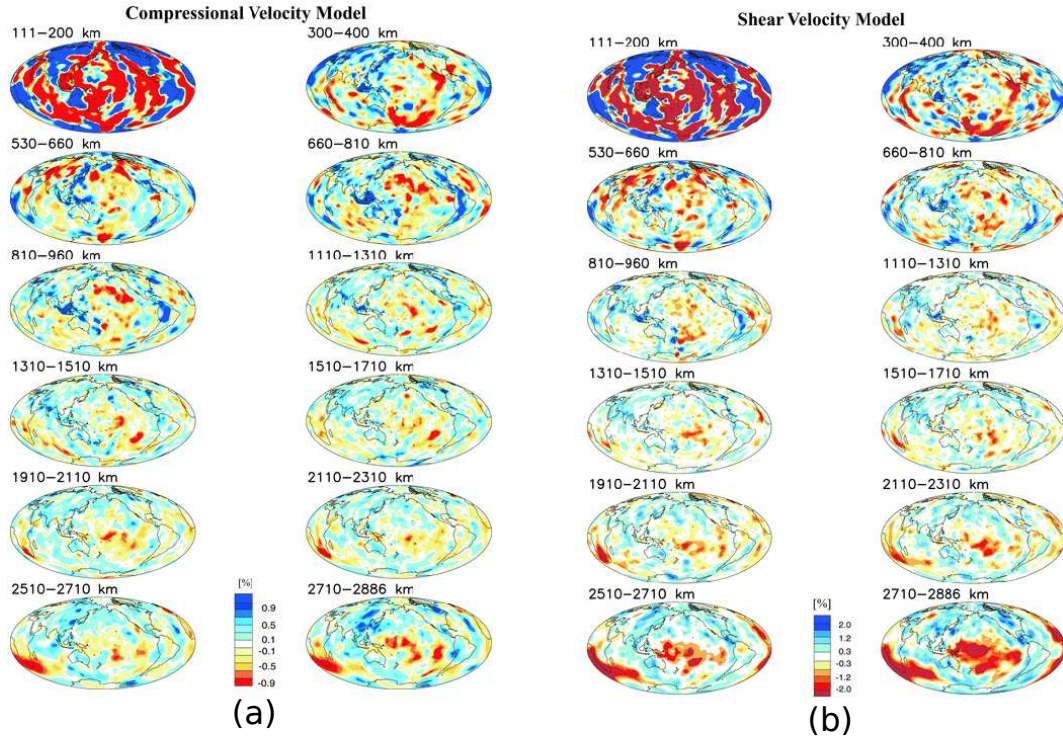 Compressional Velocity Model
111-200 km
300-400 km
530-660 km
660-810 km
810-960 km
1110-1310 km
1310-1510 km
1510-1710 km
1910-2110 km
2110-2310 km
2510-2710 km
2710-2886 km
[%]
0.9
0.5
0.1
-0.1
-0.5
-0.9
(a)
Shear Velocity Model
111-200 km
300-400 km
530-660 km
660-810 km
810-960 km
1110-1310 km
1310-1510 km
1510-1710 km
1910-2110 km
2110-2310 km
2510-2710 km
2710-2886 km
[%]
2.0
1.2
0.3
-0.3
-1.2
-2.0
(b)